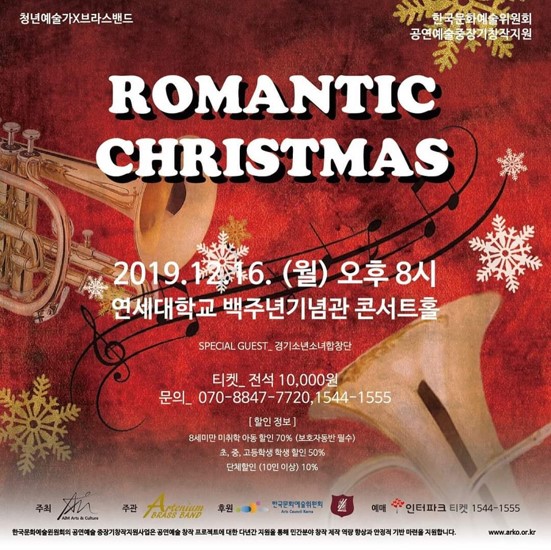 청년예술가X브라스밴드
한국문화예술위원회
공연예술중장기창작지원
ROMANTIC
CHRISTMAS
2019.12.16. (월) 오후 8시
연세대학교 백주년기념관 콘서트홀
SPECIAL GUEST_ 경기소년소녀합창단
티켓_ 전석 10,000원
문의_ 070-8847-7720,1544-1555
[ 할인 정보 ]
8세미만 미취학 아동 할인 70% (보호자동반 필수)
초, 중, 고등학생 학생 할인 50%
단체할인 (10인 이상) 10%
주최 AIM Arts & Culture 주관 Artenium BRASS BAND 후원 한국문화예술위원회 Arts Council Korea 예매 인터파크 티켓 1544-1555
한국문화예술위원회의 공연예술 중장기창작지원사업은 공연예술 창작 프로젝트에 대한 다년간 지원을 통해 민간분야 창작 제작 역량 향상과 안정적 기반 마련을 지원합니다. www.arko.or.kr